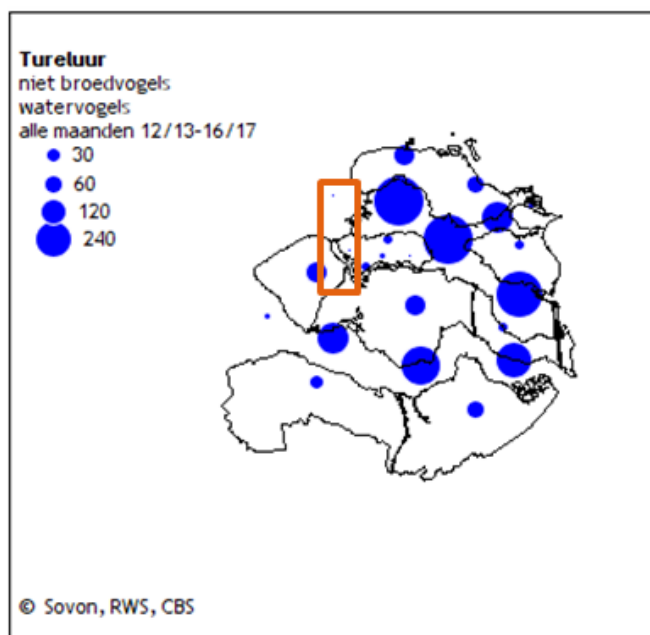 Tureluur
niet broedvogels
watervogels
alle maanden 12/13-16/17
30
60
120
240
© Sovon, RWS, CBS